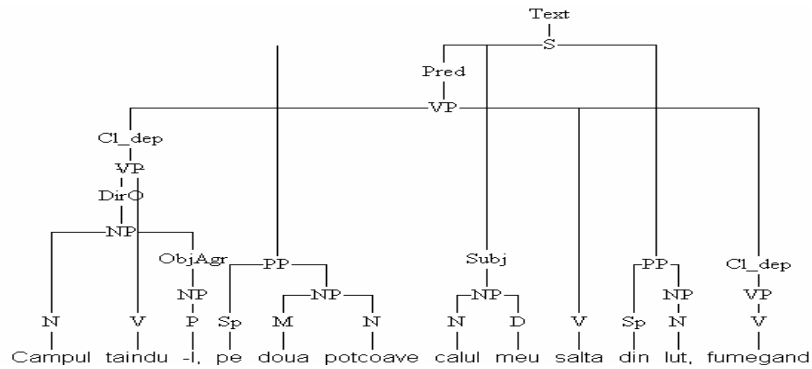 Text
S
Pred
VP
Cl_dep
VP
DirO
NP
ObjAgr PP Subj PP Cl_dep
NP NP NP NP VP
N V P Sp M N N D V Sp N V
Campul taindu -l, pe doua potcoave calul meu salta din lut, fumegand